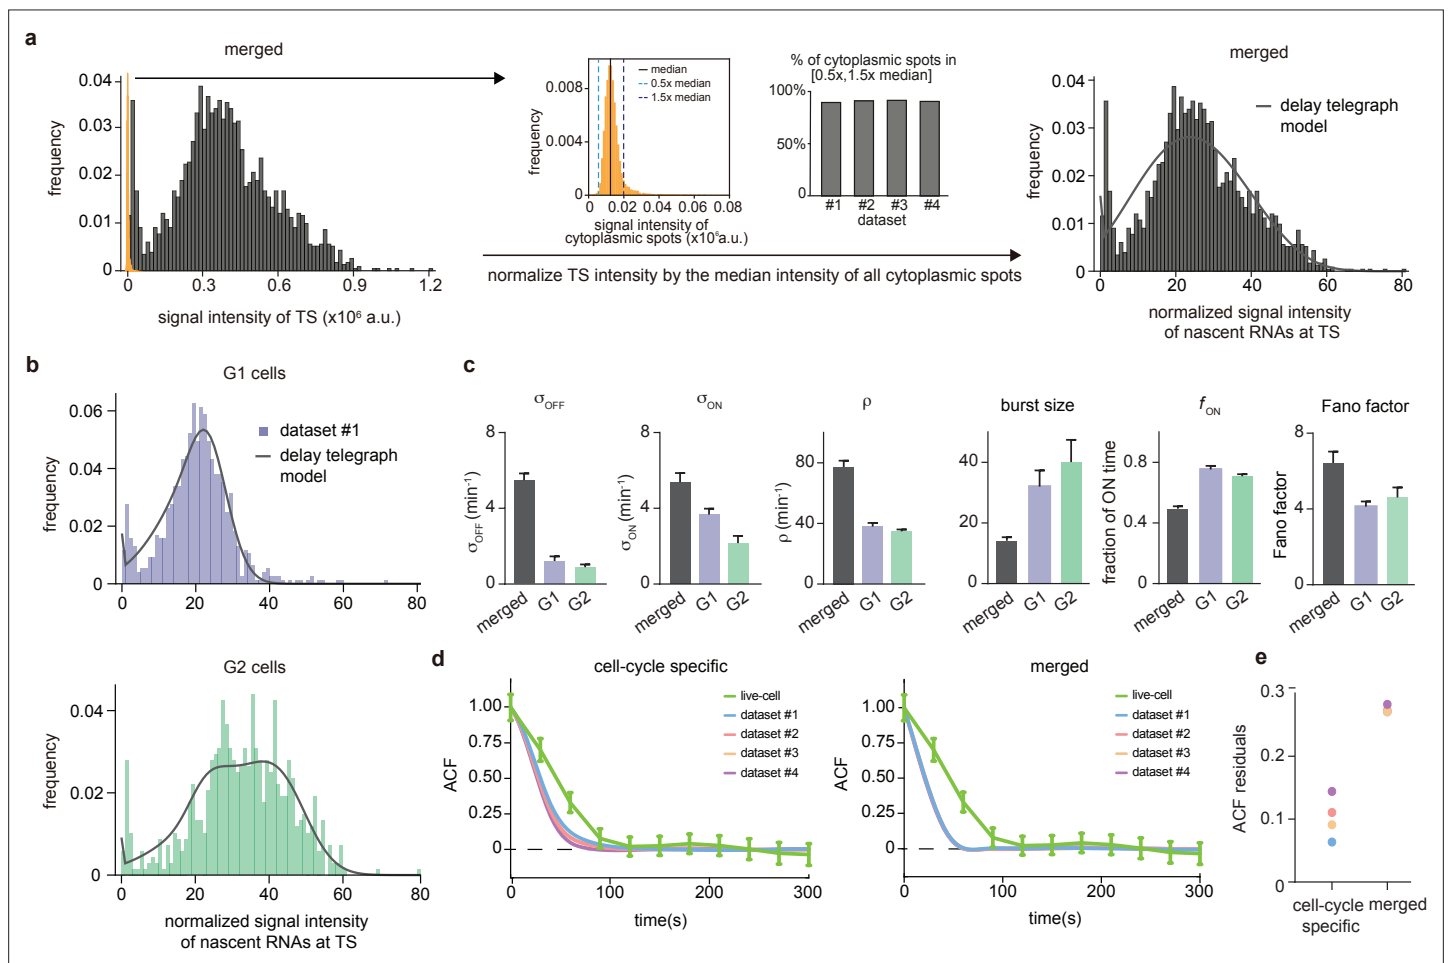 a
merged
0.04
0.03
0.02
0.01
0
frequency
0
0.3
0.6
0.9
1.2
signal intensity of TS (x10⁶ a.u.)
0.008
0.004
0
frequency
median
0.5x median
1.5x median
0
0.02
0.04
0.06
0.08
signal intensity of
cytoplasmic spots (x10⁶a.u.)
% of cytoplasmic spots in
[0.5x,1.5x median]
100%
50%
0
#1 #2 #3 #4
dataset
normalize TS intensity by the median intensity of all cytoplasmic spots
merged
0.04
0.03
0.02
0.01
0
frequency
delay telegraph
model
0
20
40
60
80
normalized signal intensity
of nascent RNAs at TS
b
G1 cells
0.06
0.04
0.02
0
frequency
dataset #1
delay telegraph
model
0
20
40
60
80
G2 cells
0.04
0.02
0
frequency
0
20
40
60
80
normalized signal intensity
of nascent RNAs at TS
c
σOFF
8
4
0
σOFF (min⁻¹)
merged
G1
G2
σON
8
4
0
σON (min⁻¹)
merged
G1
G2
ρ
80
40
0
ρ (min⁻¹)
merged
G1
G2
burst size
40
20
0
merged
G1
G2
fON
0.8
0.4
0
fraction of ON time
merged
G1
G2
Fano factor
8
4
0
Fano factor
merged
G1
G2
d
cell-cycle specific
1.00
0.75
0.50
0.25
0
ACF
live-cell
dataset #1
dataset #2
dataset #3
dataset #4
0
100
200
300
time(s)
merged
1.00
0.75
0.50
0.25
0
ACF
live-cell
dataset #1
dataset #2
dataset #3
dataset #4
0
100
200
300
time(s)
e
0.3
0.2
0.1
0
ACF residuals
cell-cycle
specific
merged